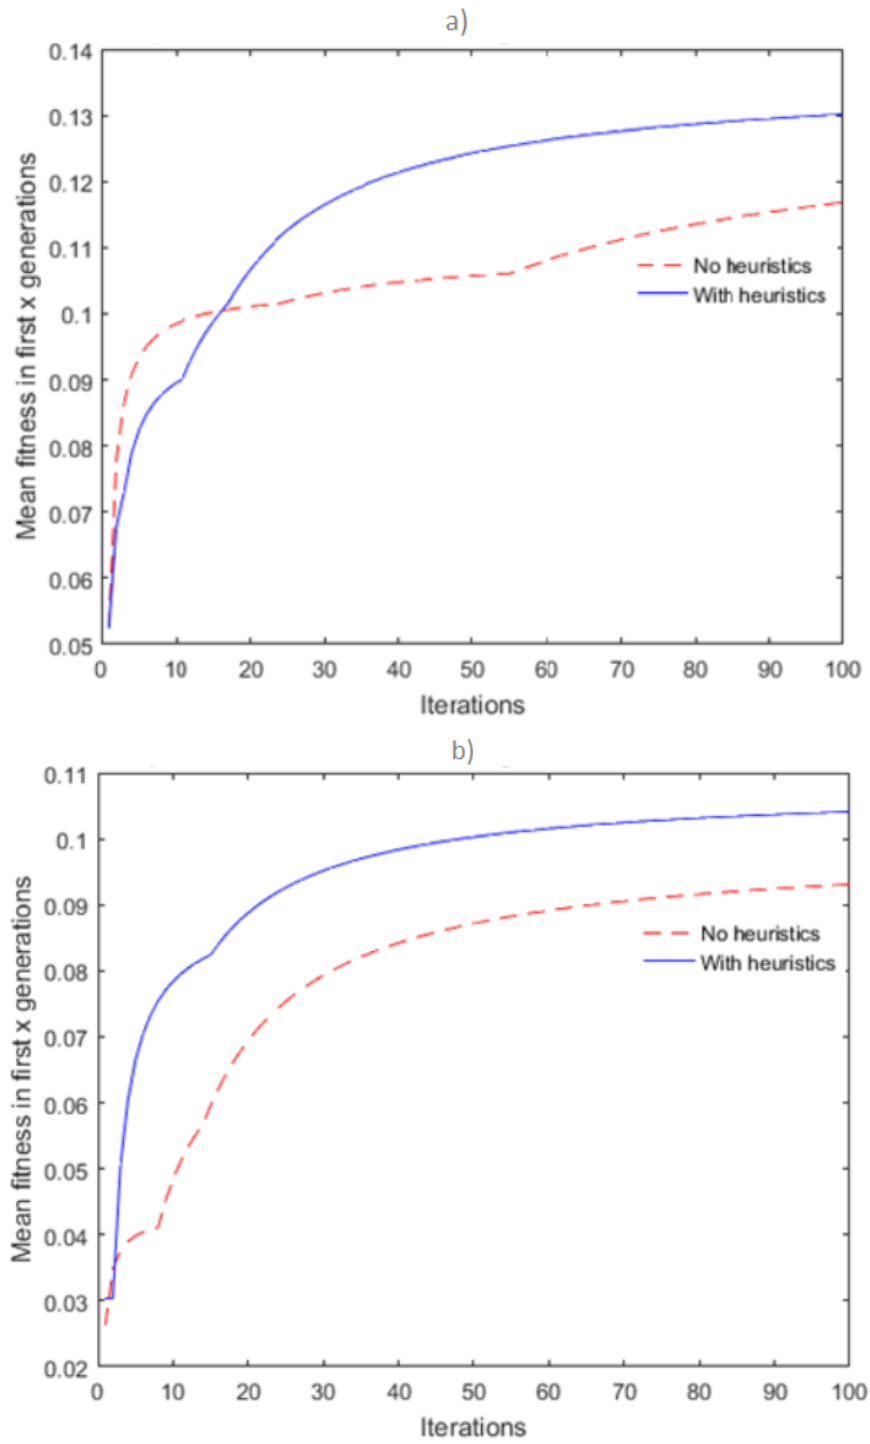 a)
0.14
0.13
0.12
0.11
0.1
0.09
0.08
0.07
0.06
0.05
Mean fitness in first x generations
No heuristics
With heuristics
0 10 20 30 40 50 60 70 80 90 100
Iterations
b)
0.11
0.1
0.09
0.08
0.07
0.06
0.05
0.04
0.03
0.02
Mean fitness in first x generations
No heuristics
With heuristics
0 10 20 30 40 50 60 70 80 90 100
Iterations